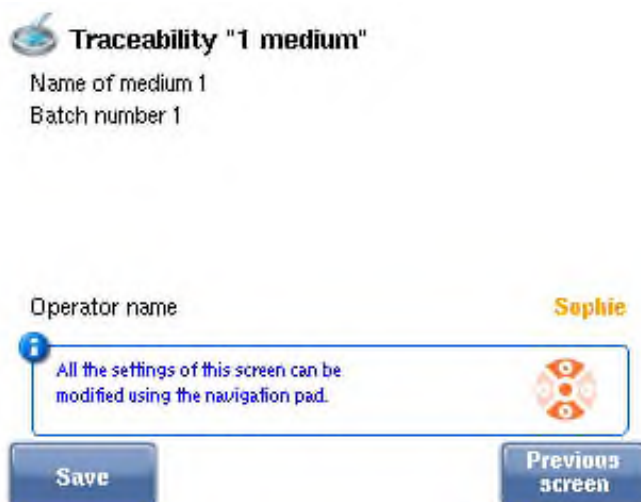 Traceability "1 medium"
Name of medium 1
Batch number 1
Operator name Sophie
All the settings of this screen can be
modified using the navigation pad.
Save
Previous
screen